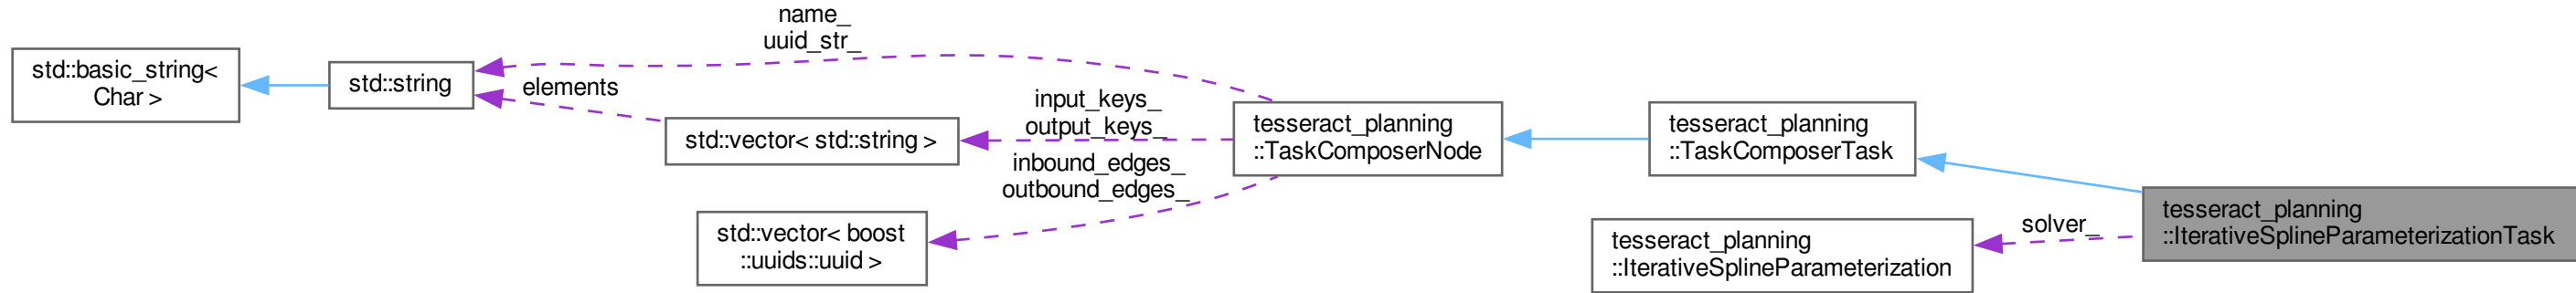 name_
uuid_str_
std::basic_string<
Char >
std::string
elements
std::vector< std::string >
input_keys_
output_keys_
inbound_edges_
outbound_edges_
std::vector< boost
::uuids::uuid >
tesseract_planning
::TaskComposerNode
tesseract_planning
::TaskComposerTask
tesseract_planning
::IterativeSplineParameterization
solver_
tesseract_planning
::IterativeSplineParameterizationTask